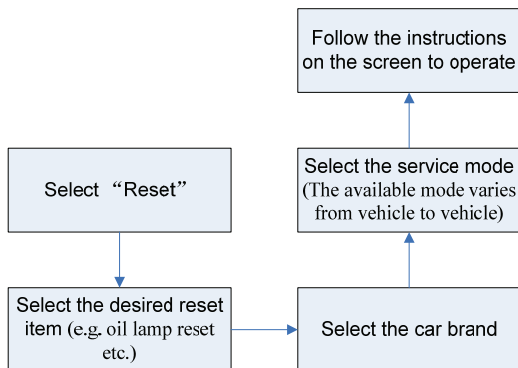 Select “Reset”
Select the desired reset
item (e.g. oil lamp reset
etc.)
Select the car brand
Select the service mode
(The available mode varies
from vehicle to vehicle)
Follow the instructions
on the screen to operate